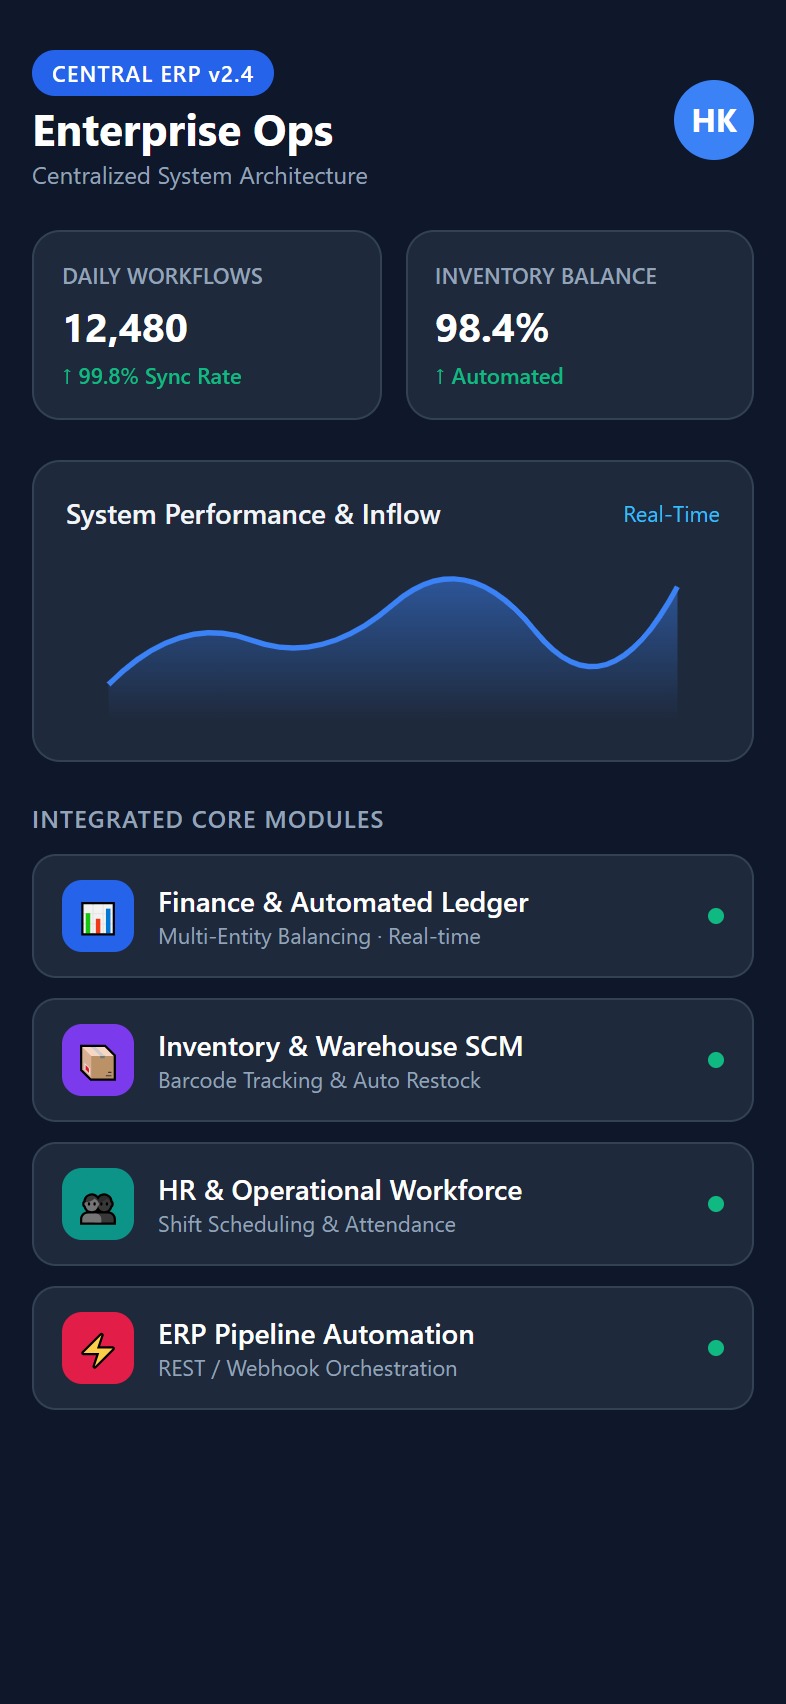 CENTRAL ERP v2.4
Enterprise Ops
Centralized System Architecture
HK
DAILY WORKFLOWS
12,480
↑ 99.8% Sync Rate
INVENTORY BALANCE
98.4%
↑ Automated
System Performance & Inflow
Real-Time
INTEGRATED CORE MODULES
Finance & Automated Ledger
Multi-Entity Balancing · Real-time
Inventory & Warehouse SCM
Barcode Tracking & Auto Restock
HR & Operational Workforce
Shift Scheduling & Attendance
ERP Pipeline Automation
REST / Webhook Orchestration